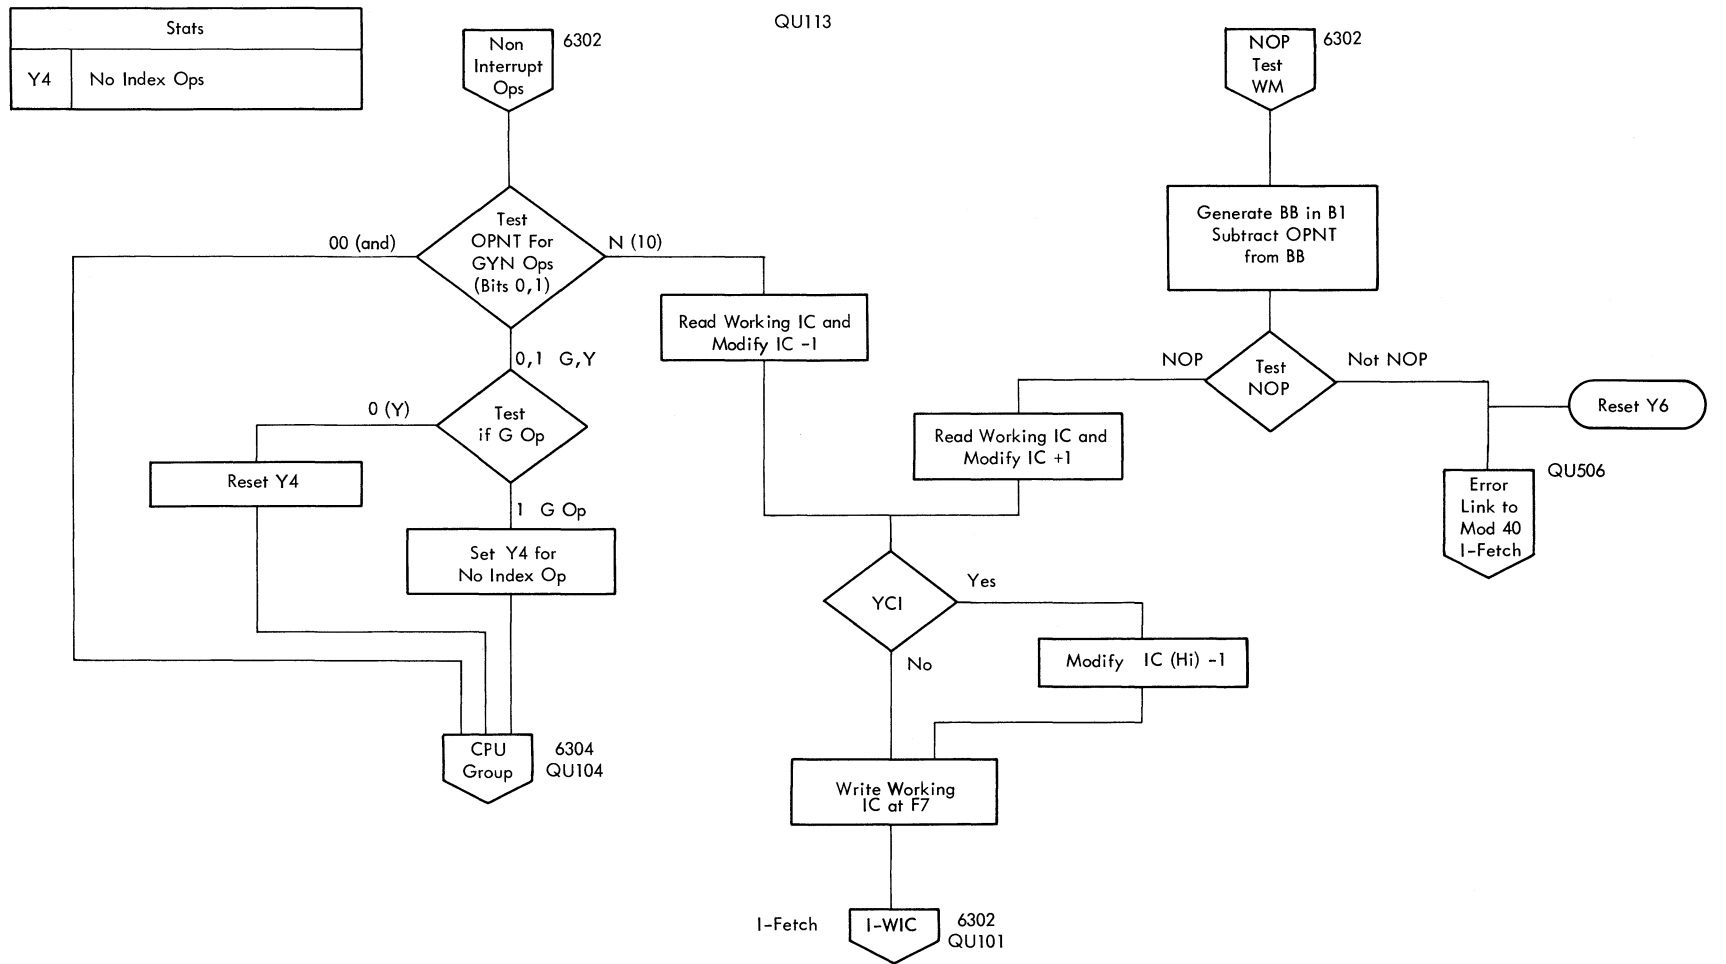 QU113
Stats
Y4 No Index Ops
Non
Interrupt
Ops
6302
NOP
Test
WM
6302
Test
OPNT For
GYN Ops
(Bits 0,1)
00 (and)
N (10)
Generate BB in B1
Subtract OPNT
from BB
Read Working IC and
Modify IC -1
0,1 G,Y
NOP
Test
NOP
Not NOP
Reset Y6
0 (Y)
Test
if G Op
Read Working IC and
Modify IC +1
Reset Y4
1 G Op
QU506
Error
Link to
Mod 40
I-Fetch
Set Y4 for
No Index Op
YCI
Yes
No
Modify IC (Hi) -1
CPU
Group
6304
QU104
Write Working
IC at F7
I-Fetch
I-WIC
6302
QU101